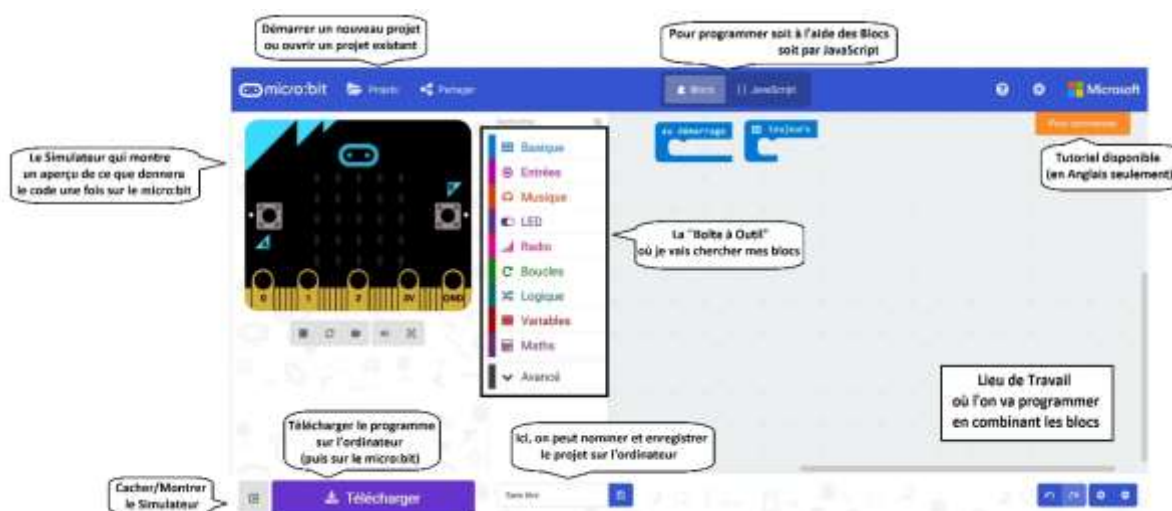 Démarrer un nouveau projet
ou ouvrir un projet existant
Pour programmer soit à l'aide des Blocs
soit par JavaScript
micro:bit
Projets
Partager
Blocs
{} JavaScript
Microsoft
Le Simulateur qui montre
un aperçu de ce que donnera
le code une fois sur le micro:bit
0
1
2
3V
GND
Basique
Entrées
Musique
LED
Radio
Boucles
Logique
Variables
Maths
Avancé
au démarrage
toujours
Tutoriel disponible
(en Anglais seulement)
La "Boîte à Outil"
où je vais chercher mes blocs
Lieu de Travail
où l'on va programmer
en combinant les blocs
Télécharger le programme
sur l'ordinateur
(puis sur le micro:bit)
Ici, on peut nommer et enregistrer
le projet sur l'ordinateur
Cacher/Montrer
le Simulateur
Télécharger
Sans titre